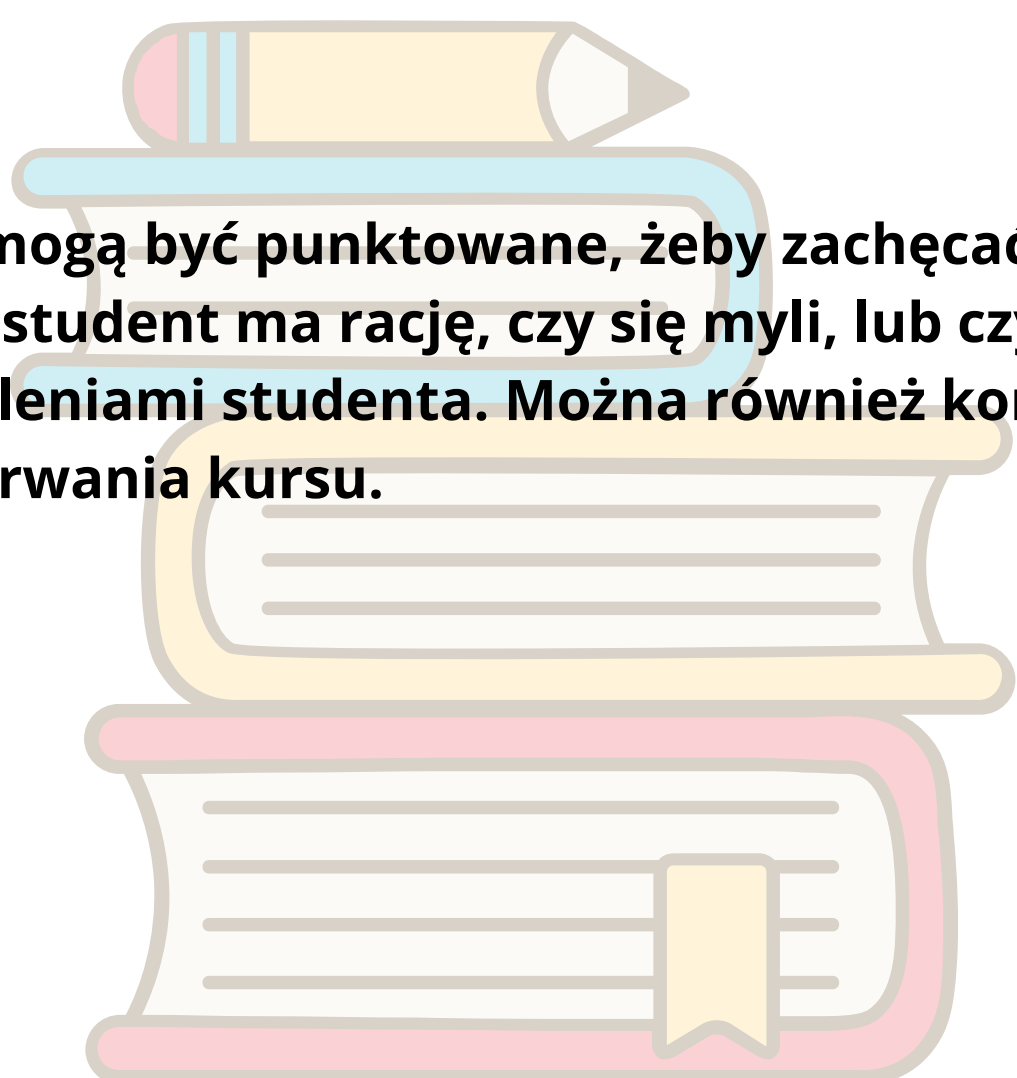 mogą być punktowane, żeby zachęcać
student ma rację, czy się myli, lub czy
leniami studenta. Można również kor
rwania kursu.